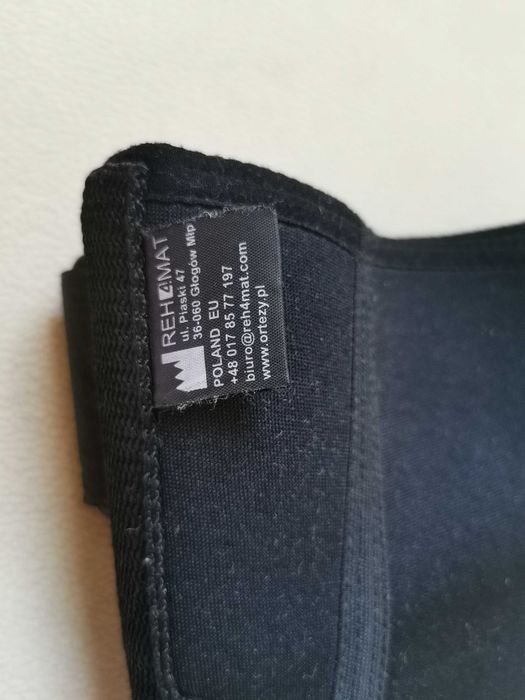 REH4MAT
ul. Piaski 47
36-060 Głogów Młp
POLAND EU
+48 017 85 77 197
biuro@reh4mat.com
www.ortezy.pl